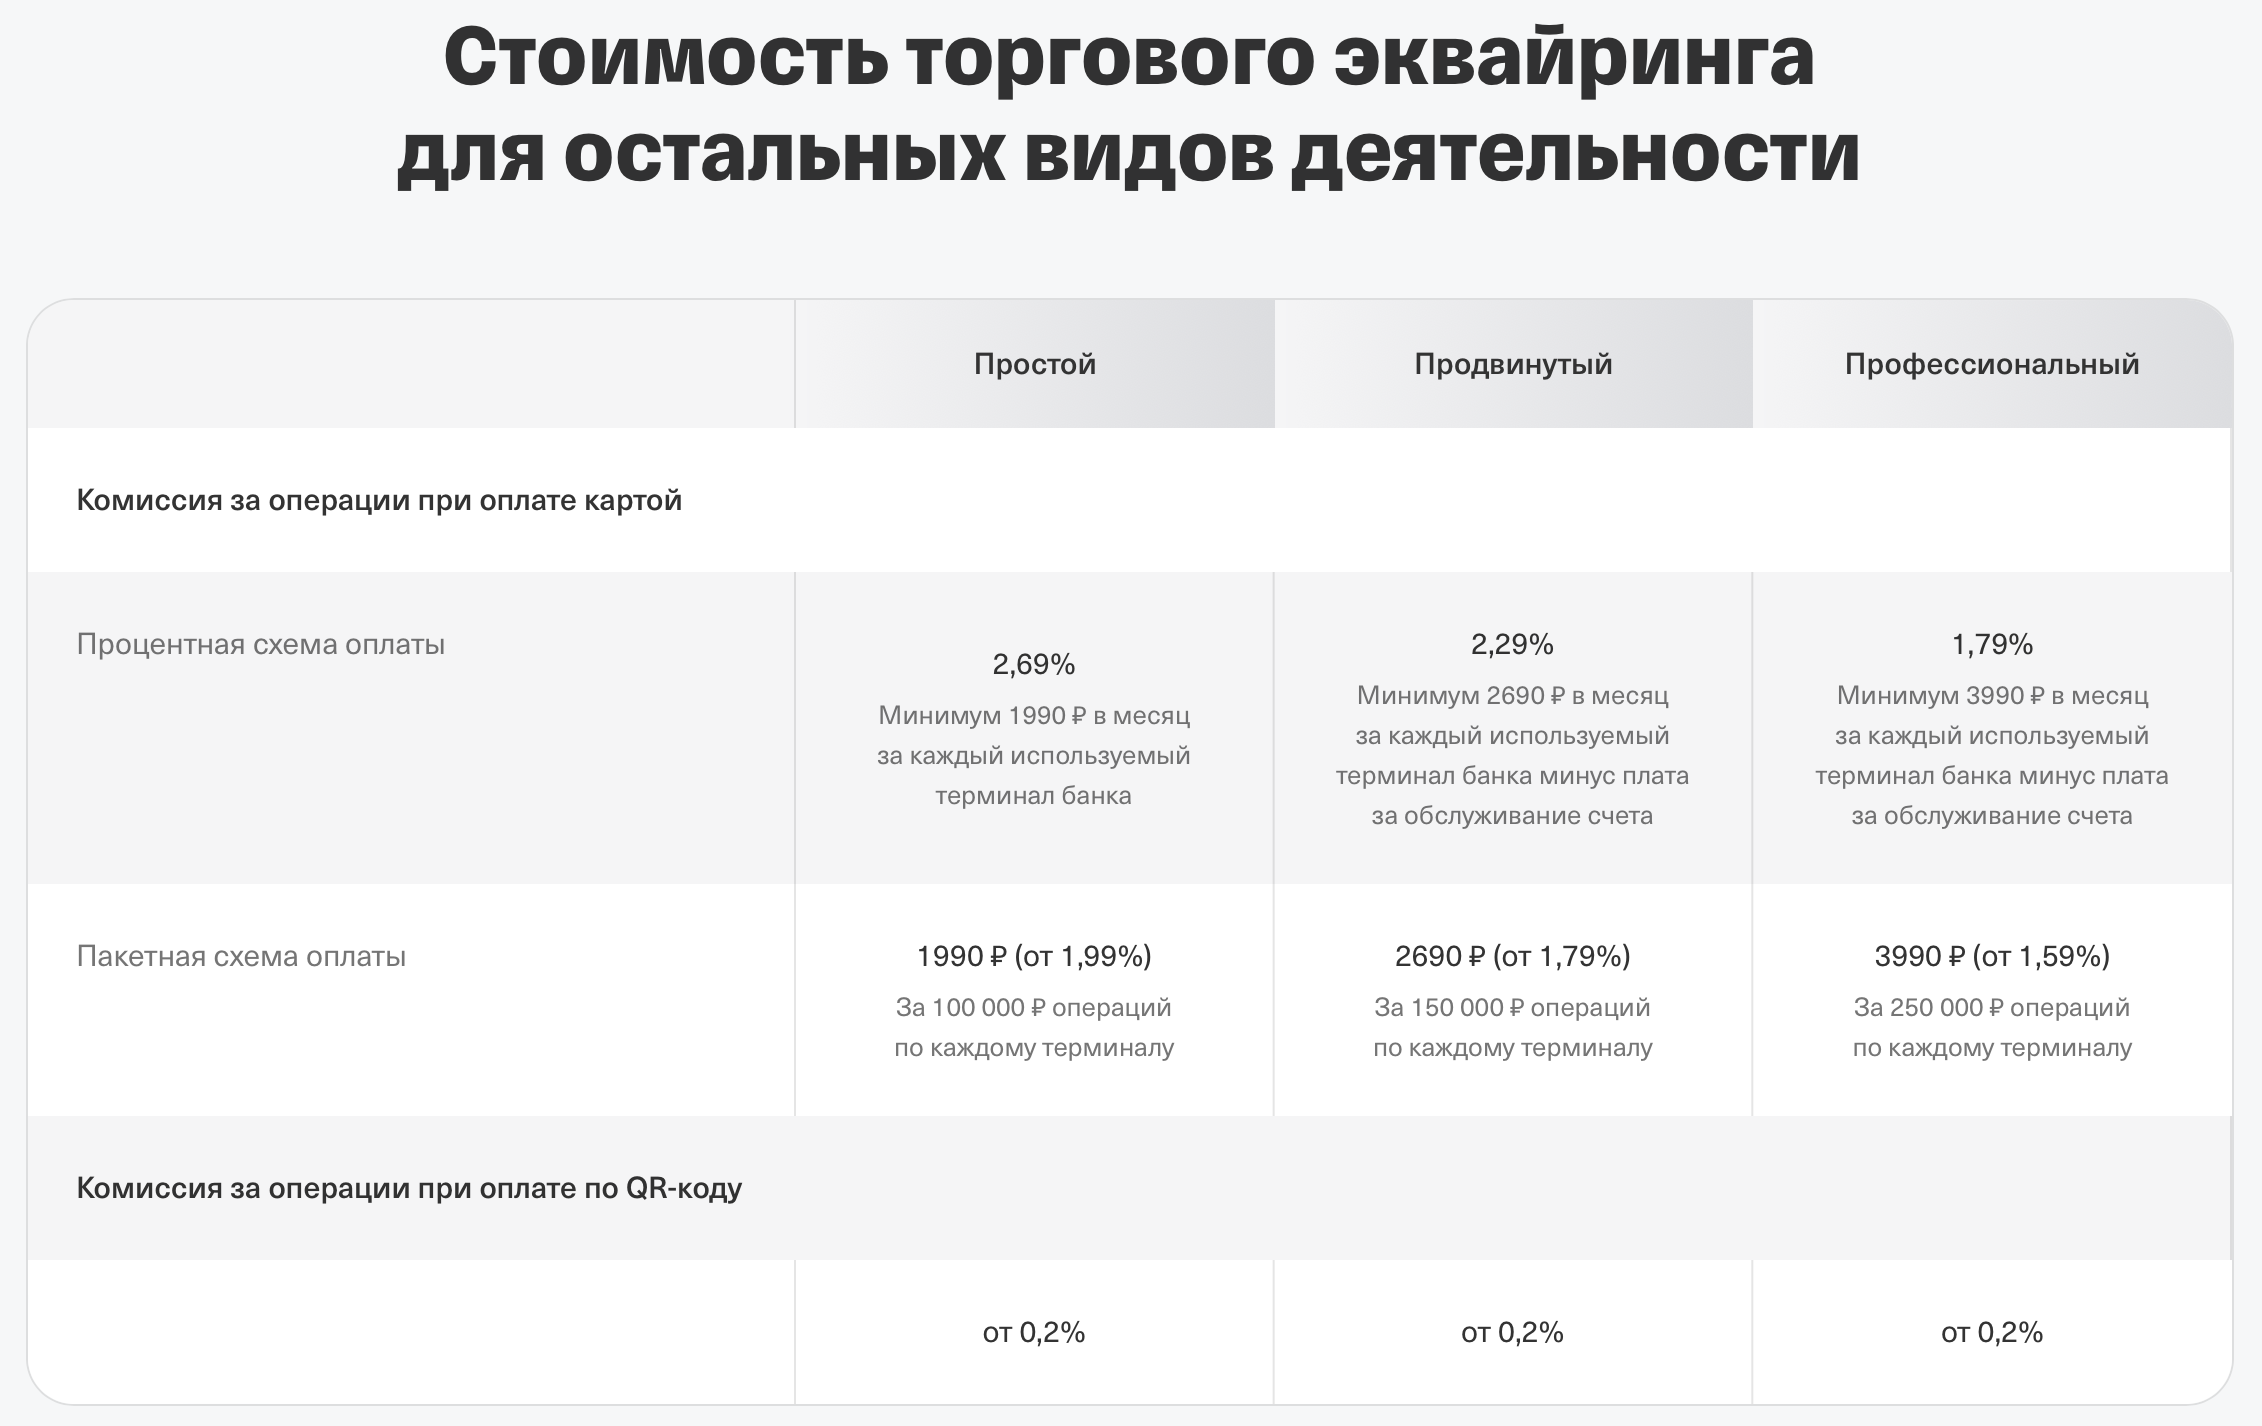 Стоимость торгового эквайринга
для остальных видов деятельности
Простой
Продвинутый
Профессиональный
Комиссия за операции при оплате картой
Процентная схема оплаты
2,69%
Минимум 1990 ₽ в месяц
за каждый используемый
терминал банка
2,29%
Минимум 2690 ₽ в месяц
за каждый используемый
терминал банка минус плата
за обслуживание счета
1,79%
Минимум 3990 ₽ в месяц
за каждый используемый
терминал банка минус плата
за обслуживание счета
Пакетная схема оплаты
1990 ₽ (от 1,99%)
За 100 000 ₽ операций
по каждому терминалу
2690 ₽ (от 1,79%)
За 150 000 ₽ операций
по каждому терминалу
3990 ₽ (от 1,59%)
За 250 000 ₽ операций
по каждому терминалу
Комиссия за операции при оплате по QR-коду
от 0,2%
от 0,2%
от 0,2%